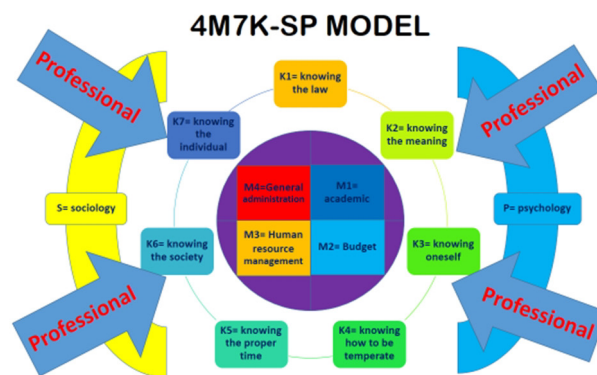 4M7K-SP MODEL
Professional
Professional
K1= knowing
the law
K7= knowing
the
individual
K2= knowing
the meaning
M4=General
administration
M1=
academic
S= sociology
P= psychology
M3= Human
resource
management
M2= Budget
K6= knowing
the society
K3= knowing
oneself
Professional
Professional
K5= knowing
the proper
time
K4= knowing
how to be
temperate